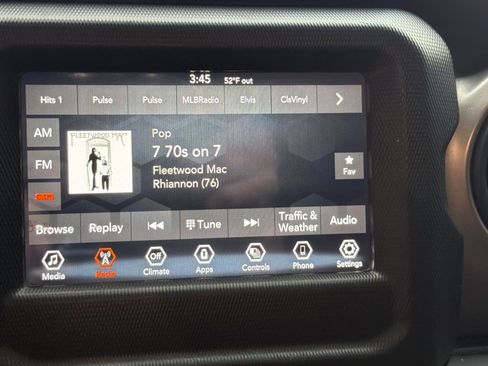 3:45 52°F out
Hits 1 Pulse Pulse MLBRadio Elvis ClsVinyl
AM
FM
SXM
FLEETWOOD MAC
Pop
7 70s on 7
Fleetwood Mac
Rhiannon (76)
Fav
Browse Replay Tune Traffic & Weather Audio
Off
Media Radio Climate Apps Controls Phone Settings